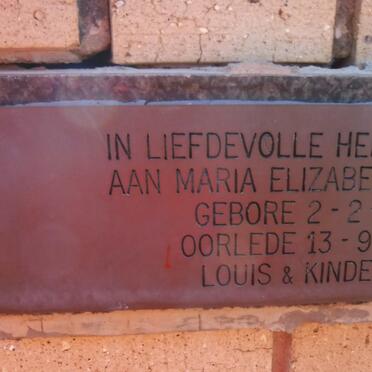 IN LIEFDEVOLLE HE
AAN MARIA ELIZABE
GEBORE 2 - 2
OORLEDE 13 - 9
LOUIS & KINDE